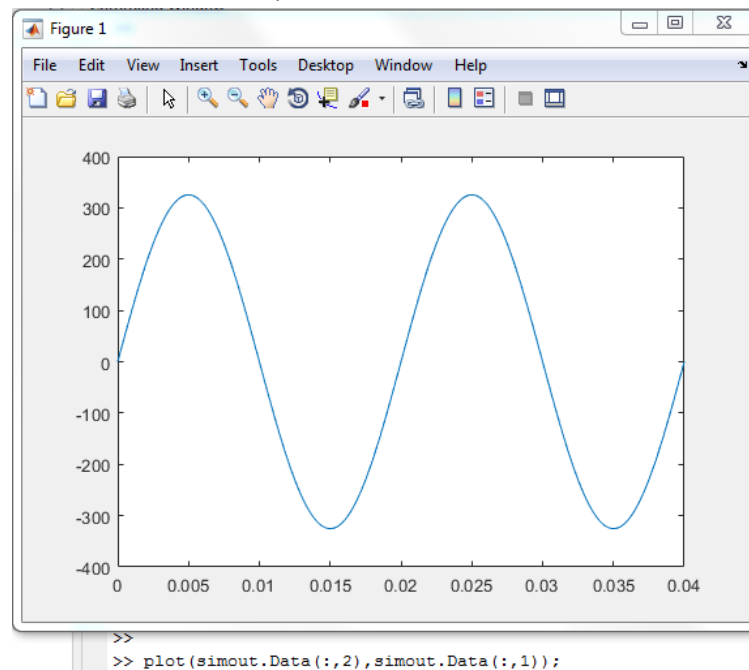 Figure 1
File Edit View Insert Tools Desktop Window Help
400
300
200
100
0
-100
-200
-300
-400
0 0.005 0.01 0.015 0.02 0.025 0.03 0.035 0.04
>>
>> plot(simout.Data(:,2),simout.Data(:,1));